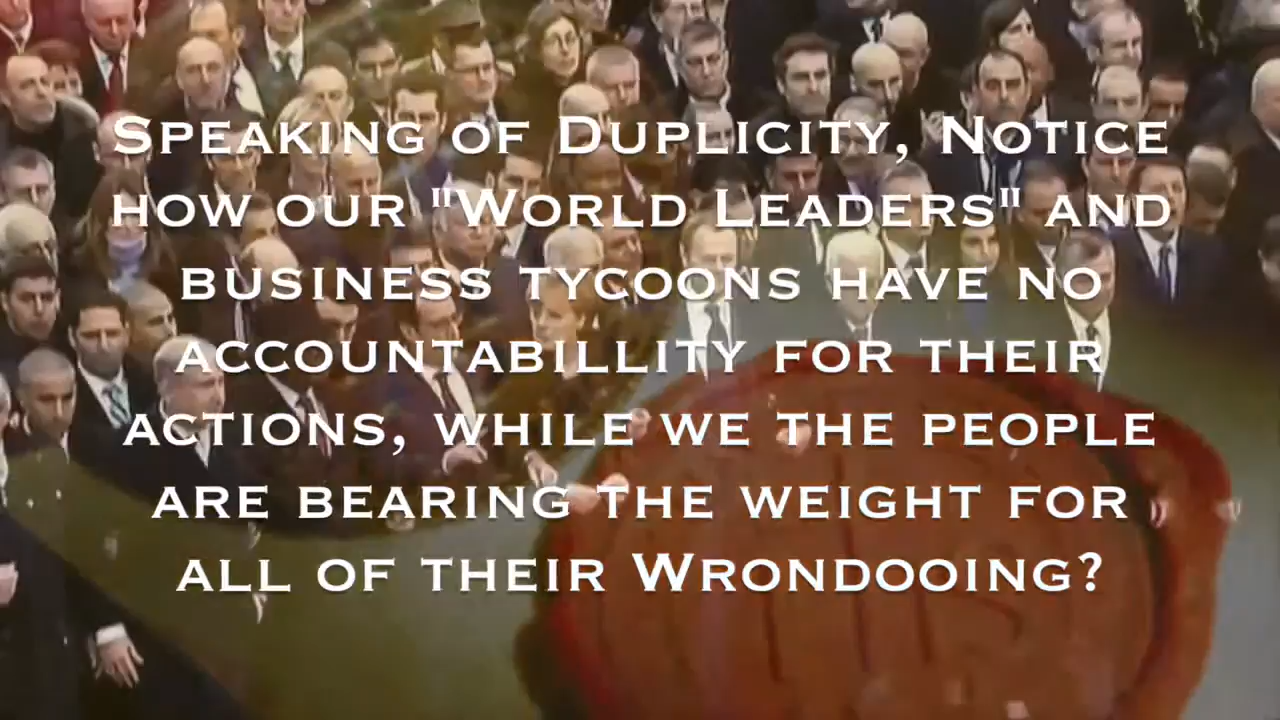 Speaking of Duplicity, Notice
how our "World Leaders" and
business tycoons have no
accountabillity for their
actions, while we the people
are bearing the weight for
all of their Wrondooing?